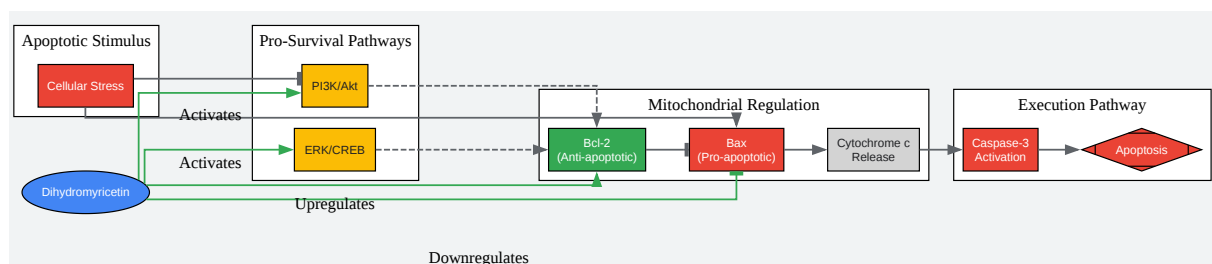 Apoptotic Stimulus
Pro-Survival Pathways
Cellular Stress
PI3K/Akt
Activates
Mitochondrial Regulation
Execution Pathway
ERK/CREB
Bcl-2
(Anti-apoptotic)
Bax
(Pro-apoptotic)
Cytochrome c
Release
Caspase-3
Activation
Apoptosis
Activates
Dihydromyricetin
Upregulates
Downregulates